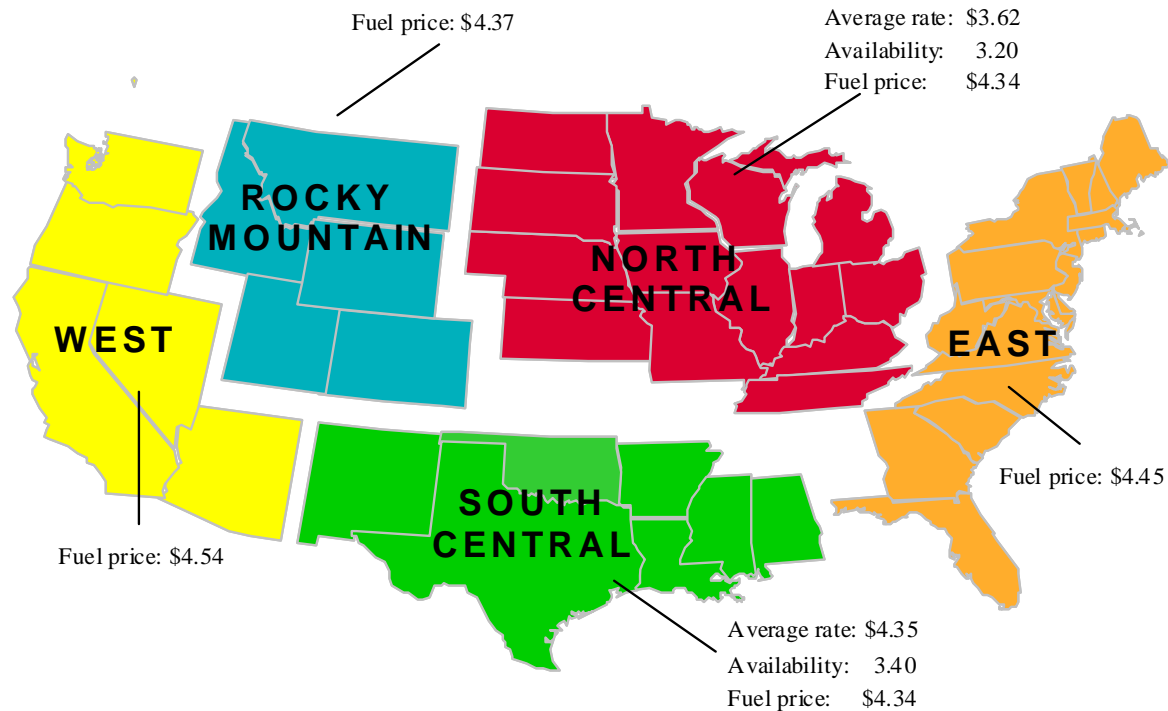 Fuel price: $4.37
Average rate: $3.62
Availability: 3.20
Fuel price: $4.34
ROCKY
MOUNTAIN
NORTH
CENTRAL
WEST
EAST
Fuel price: $4.45
SOUTH
CENTRAL
Fuel price: $4.54
Average rate: $4.35
Availability: 3.40
Fuel price: $4.34